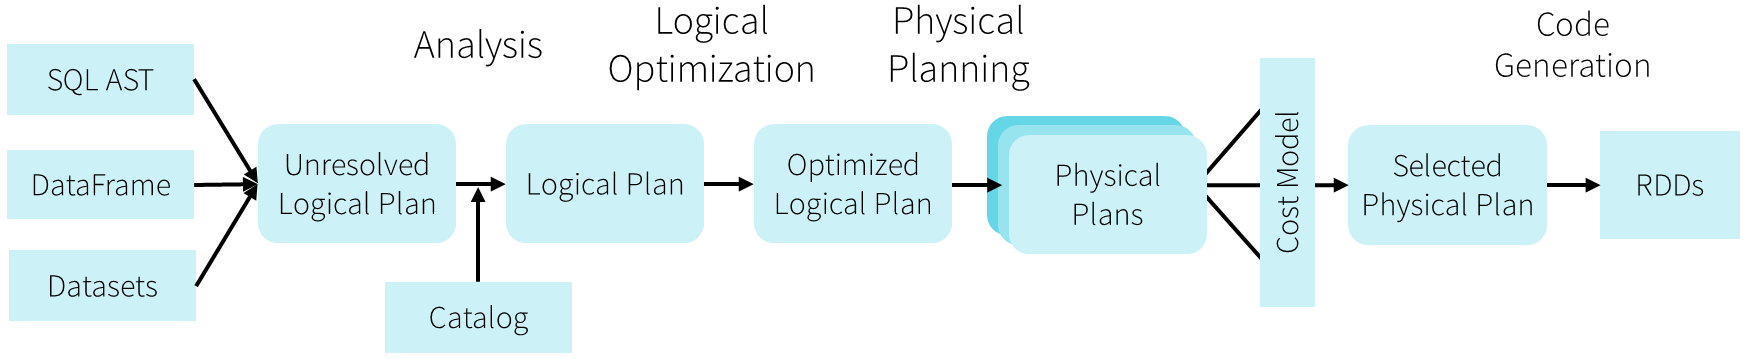 Analysis
Logical
Optimization
Physical
Planning
Code
Generation
SQL AST
DataFrame
Datasets
Unresolved
Logical Plan
Catalog
Logical Plan
Optimized
Logical Plan
Physical
Plans
Cost Model
Selected
Physical Plan
RDDs